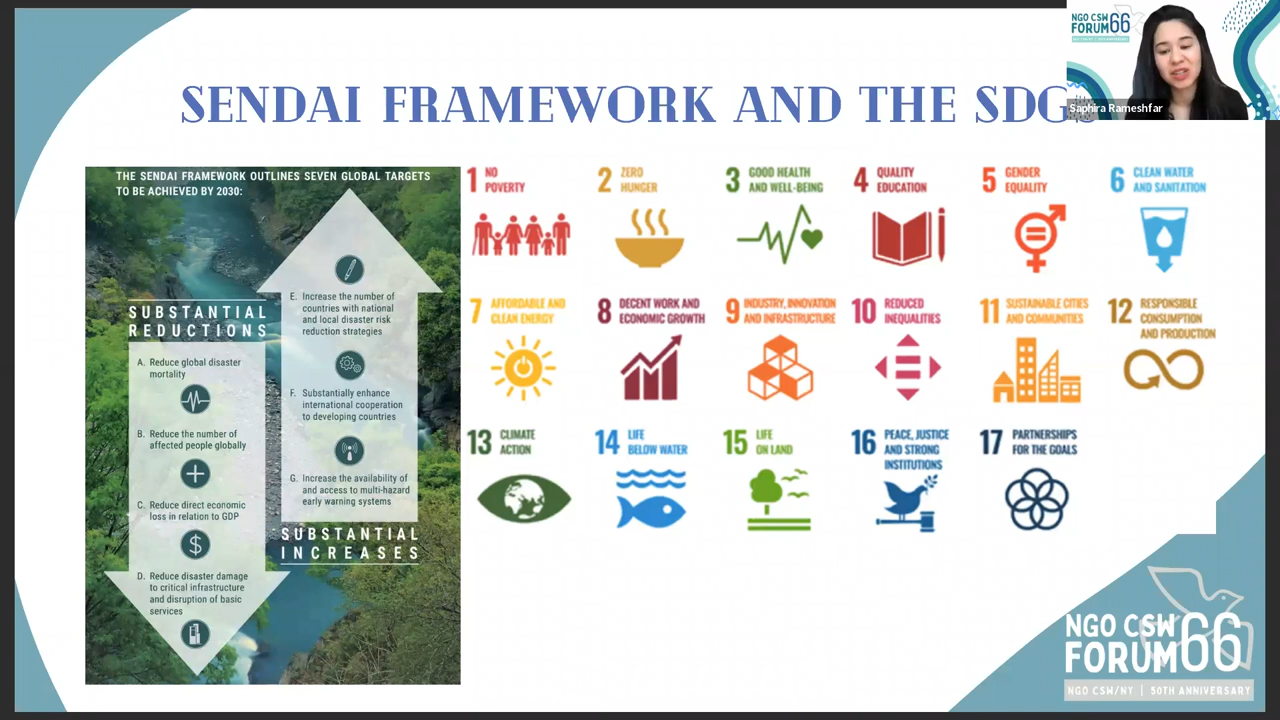 NGO CSW
FORUM66
Saphira Rameshfar
SENDAI FRAMEWORK AND THE SDGS
THE SENDAI FRAMEWORK OUTLINES SEVEN GLOBAL TARGETS
TO BE ACHIEVED BY 2030:
SUBSTANTIAL
REDUCTIONS
A. Reduce global disaster
mortality
B. Reduce the number of
affected people globally
C. Reduce direct economic
loss in relation to GDP
$
D. Reduce disaster damage
to critical infrastructure
and disruption of basic
services
E. Increase the number of
countries with national
and local disaster risk
reduction strategies
F. Substantially enhance
international cooperation
to developing countries
G. Increase the availability of
and access to multi-hazard
early warning systems
SUBSTANTIAL
INCREASES
1 NO
POVERTY
2 ZERO
HUNGER
3 GOOD HEALTH
AND WELL-BEING
4 QUALITY
EDUCATION
5 GENDER
EQUALITY
6 CLEAN WATER
AND SANITATION
7 AFFORDABLE AND
CLEAN ENERGY
8 DECENT WORK AND
ECONOMIC GROWTH
9 INDUSTRY, INNOVATION
AND INFRASTRUCTURE
10 REDUCED
INEQUALITIES
11 SUSTAINABLE CITIES
AND COMMUNITIES
12 RESPONSIBLE
CONSUMPTION
AND PRODUCTION
13 CLIMATE
ACTION
14 LIFE
BELOW WATER
15 LIFE
ON LAND
16 PEACE, JUSTICE
AND STRONG
INSTITUTIONS
17 PARTNERSHIPS
FOR THE GOALS
NGO CSW
FORUM66
NGO CSW/NY | 50TH ANNIVERSARY